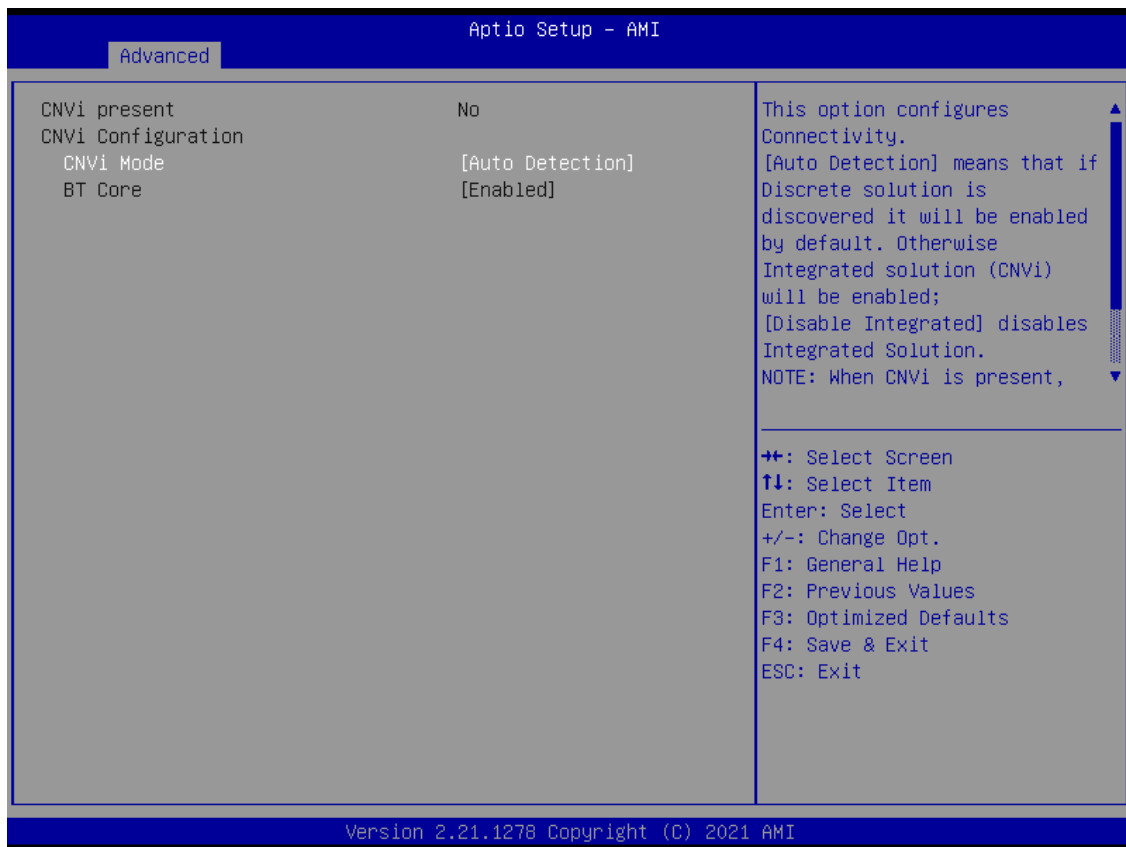 Aptio Setup – AMI
Advanced
CNVi present No
CNVi Configuration
CNVi Mode [Auto Detection]
BT Core [Enabled]
This option configures
Connectivity.
[Auto Detection] means that if
Discrete solution is
discovered it will be enabled
by default. Otherwise
Integrated solution (CNVi)
will be enabled;
[Disable Integrated] disables
Integrated Solution.
NOTE: When CNVi is present,
→←: Select Screen
↑↓: Select Item
Enter: Select
+/-: Change Opt.
F1: General Help
F2: Previous Values
F3: Optimized Defaults
F4: Save & Exit
ESC: Exit
Version 2.21.1278 Copyright (C) 2021 AMI